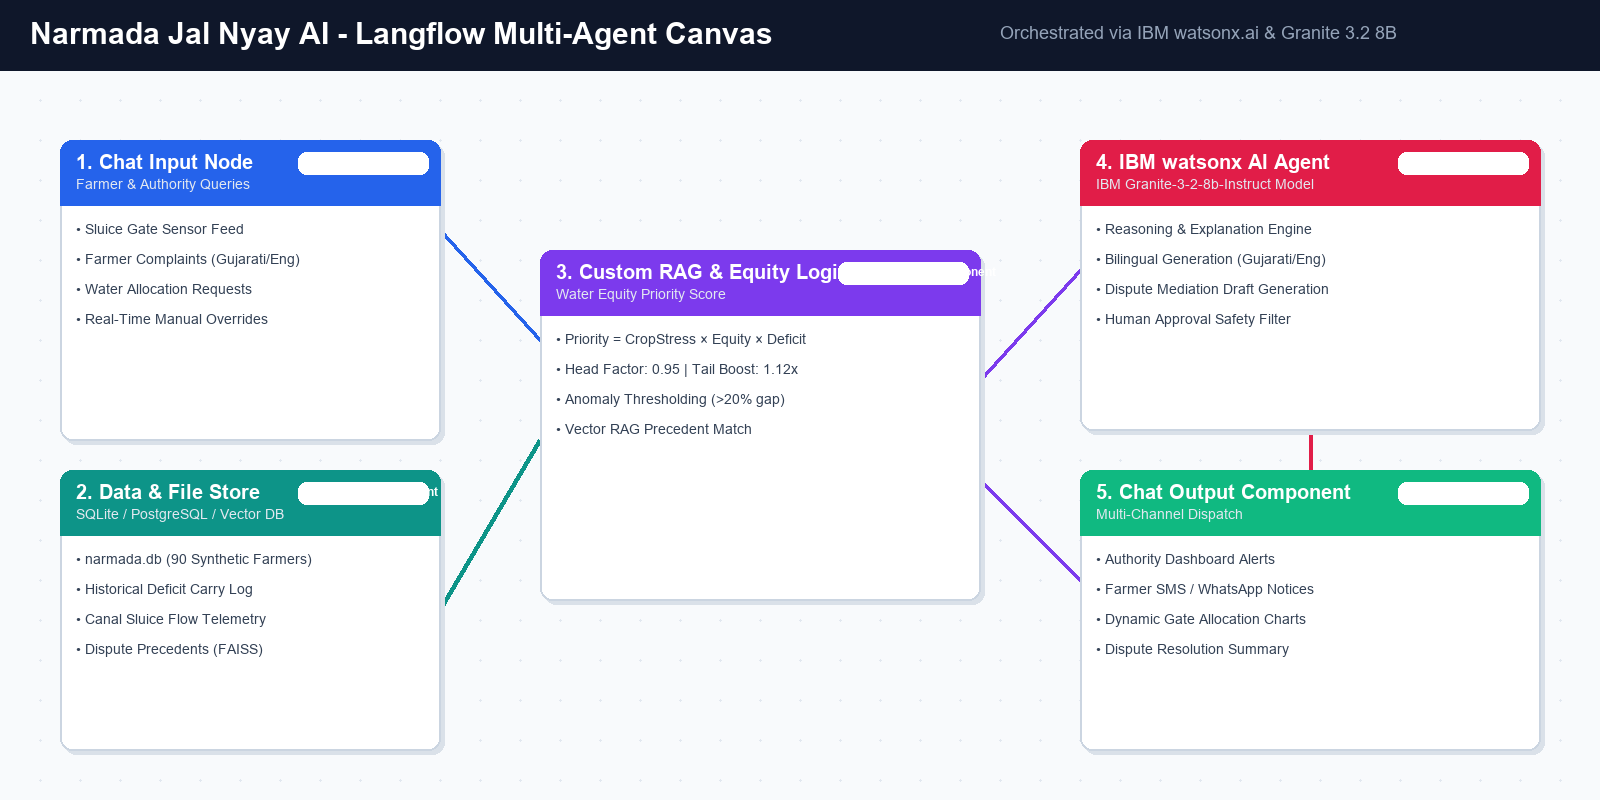 Narmada Jal Nyay AI - Langflow Multi-Agent Canvas
Orchestrated via IBM watsonx.ai & Granite 3.2 8B
1. Chat Input Node
Farmer & Authority Queries
• Sluice Gate Sensor Feed
• Farmer Complaints (Gujarati/Eng)
• Water Allocation Requests
• Real-Time Manual Overrides
2. Data & File Store
SQLite / PostgreSQL / Vector DB
• narmada.db (90 Synthetic Farmers)
• Historical Deficit Carry Log
• Canal Sluice Flow Telemetry
• Dispute Precedents (FAISS)
3. Custom RAG & Equity Logi
Water Equity Priority Score
• Priority = CropStress × Equity × Deficit
• Head Factor: 0.95 | Tail Boost: 1.12x
• Anomaly Thresholding (>20% gap)
• Vector RAG Precedent Match
4. IBM watsonx AI Agent
IBM Granite-3-2-8b-Instruct Model
• Reasoning & Explanation Engine
• Bilingual Generation (Gujarati/Eng)
• Dispute Mediation Draft Generation
• Human Approval Safety Filter
5. Chat Output Component
Multi-Channel Dispatch
• Authority Dashboard Alerts
• Farmer SMS / WhatsApp Notices
• Dynamic Gate Allocation Charts
• Dispute Resolution Summary